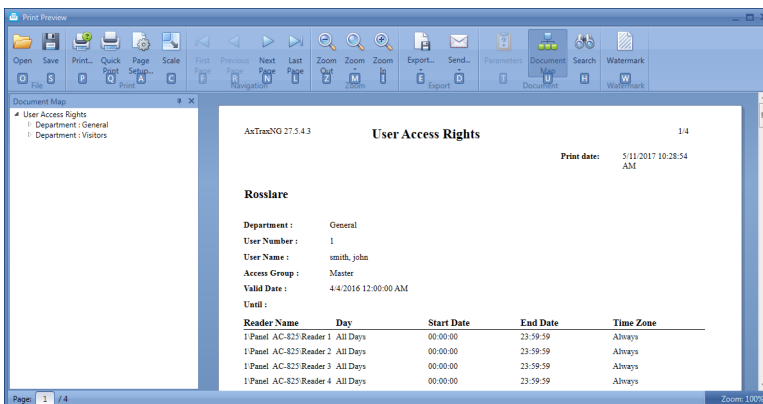 Print Preview
Open Save Print... Quick Print Page Setup... Scale First Page Previous Page Next Page Last Page Zoom Out Zoom Zoom In Export... Send... Parameters Document Map Search Watermark
O S P Q A C F R N L Z M I E D T U H W
File Print Navigation Zoom Export Document Watermark
Document Map
User Access Rights
Department : General
Department : Visitors
AxTraxNG 27.5.4.3 User Access Rights 1/4
Print date: 5/11/2017 10:28:54
AM
Rosslare
Department : General
User Number : 1
User Name : smith, john
Access Group : Master
Valid Date : 4/4/2016 12:00:00 AM
Until :
Reader Name Day Start Date End Date Time Zone
1\Panel AC-825\Reader 1 All Days 00:00:00 23:59:59 Always
1\Panel AC-825\Reader 2 All Days 00:00:00 23:59:59 Always
1\Panel AC-825\Reader 3 All Days 00:00:00 23:59:59 Always
1\Panel AC-825\Reader 4 All Days 00:00:00 23:59:59 Always
Page: 1 / 4 Zoom: 100%